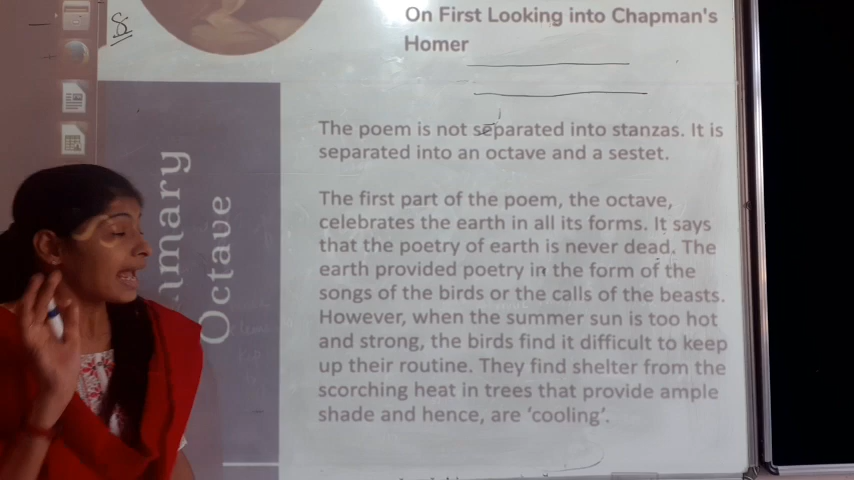 8
On First Looking into Chapman's
Homer
The poem is not separated into stanzas. It is
separated into an octave and a sestet.
The first part of the poem, the octave,
celebrates the earth in all its forms. It says
that the poetry of earth is never dead. The
earth provided poetry in the form of the
songs of the birds or the calls of the beasts.
However, when the summer sun is too hot
and strong, the birds find it difficult to keep
up their routine. They find shelter from the
scorching heat in trees that provide ample
shade and hence, are ‘cooling’.
mmary
Octave